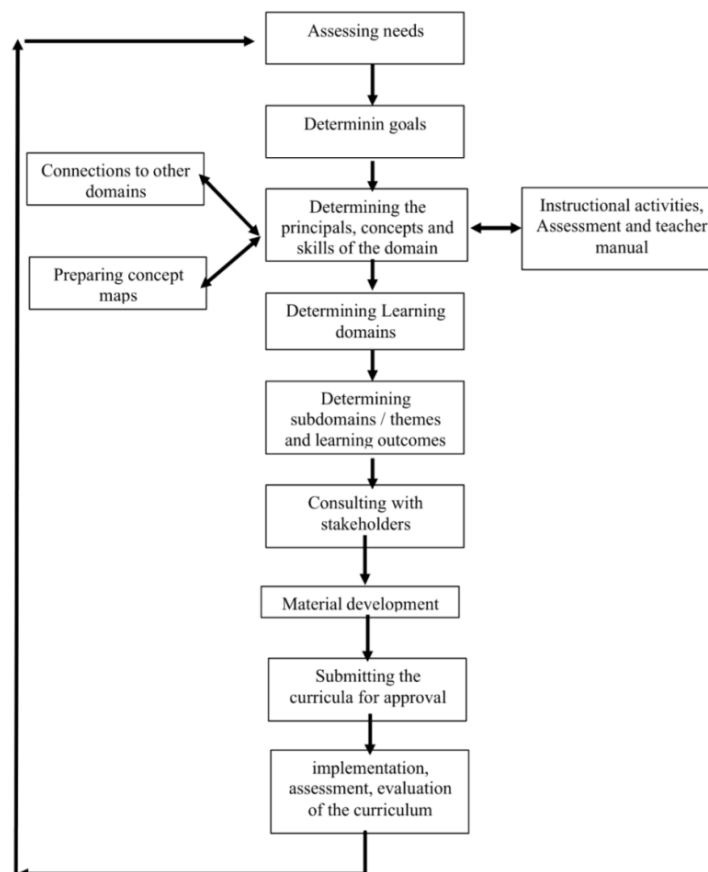 Assessing needs
Determinin goals
Connections to other
domains
Determining the
principals, concepts and
skills of the domain
Instructional activities,
Assessment and teacher
manual
Preparing concept
maps
Determining Learning
domains
Determining
subdomains / themes
and learning outcomes
Consulting with
stakeholders
Material development
Submitting the
curricula for approval
implementation,
assessment, evaluation
of the curriculum